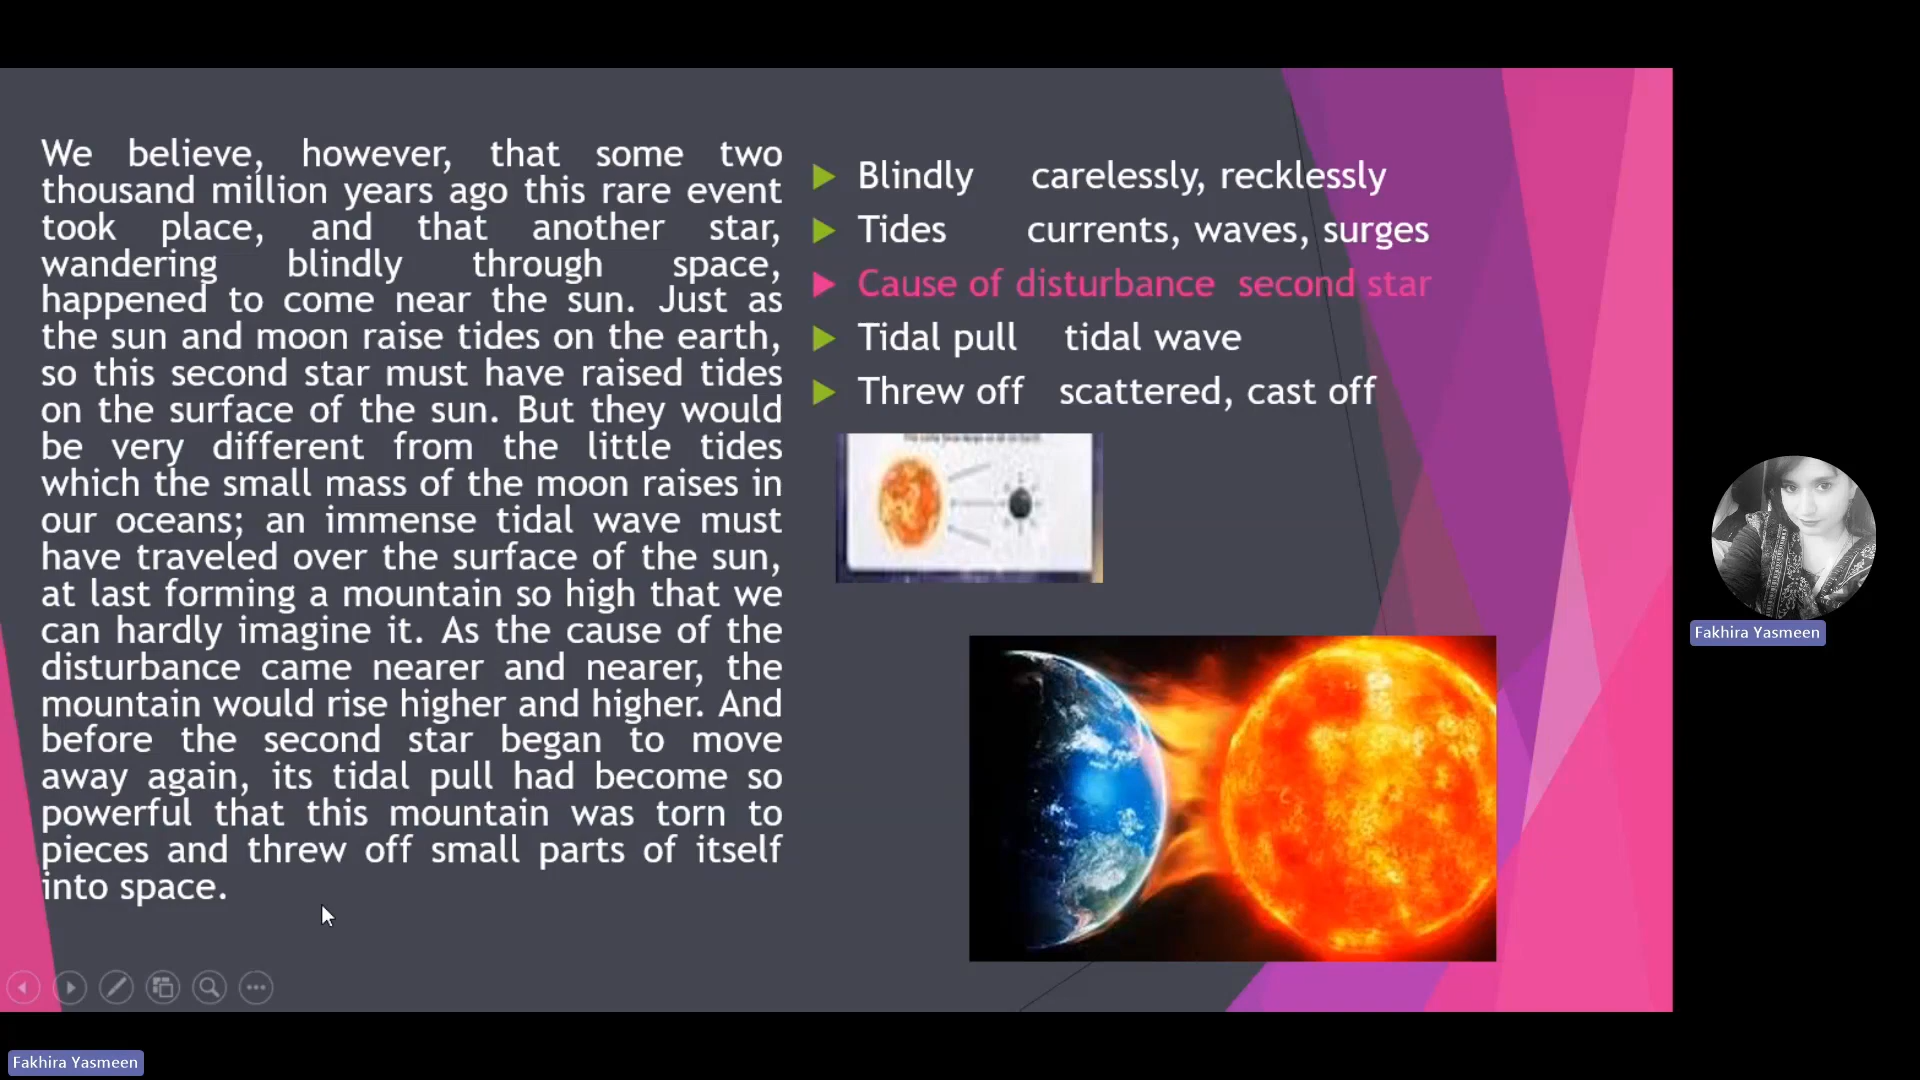 We believe, however, that some two
thousand million years ago this rare event
took place, and that another star,
wandering blindly through space,
happened to come near the sun. Just as
the sun and moon raise tides on the earth,
so this second star must have raised tides
on the surface of the sun. But they would
be very different from the little tides
which the small mass of the moon raises in
our oceans; an immense tidal wave must
have traveled over the surface of the sun,
at last forming a mountain so high that we
can hardly imagine it. As the cause of the
disturbance came nearer and nearer, the
mountain would rise higher and higher. And
before the second star began to move
away again, its tidal pull had become so
powerful that this mountain was torn to
pieces and threw off small parts of itself
into space.
Blindly carelessly, recklessly
Tides currents, waves, surges
Cause of disturbance second star
Tidal pull tidal wave
Threw off scattered, cast off
Fakhira Yasmeen
Fakhira Yasmeen